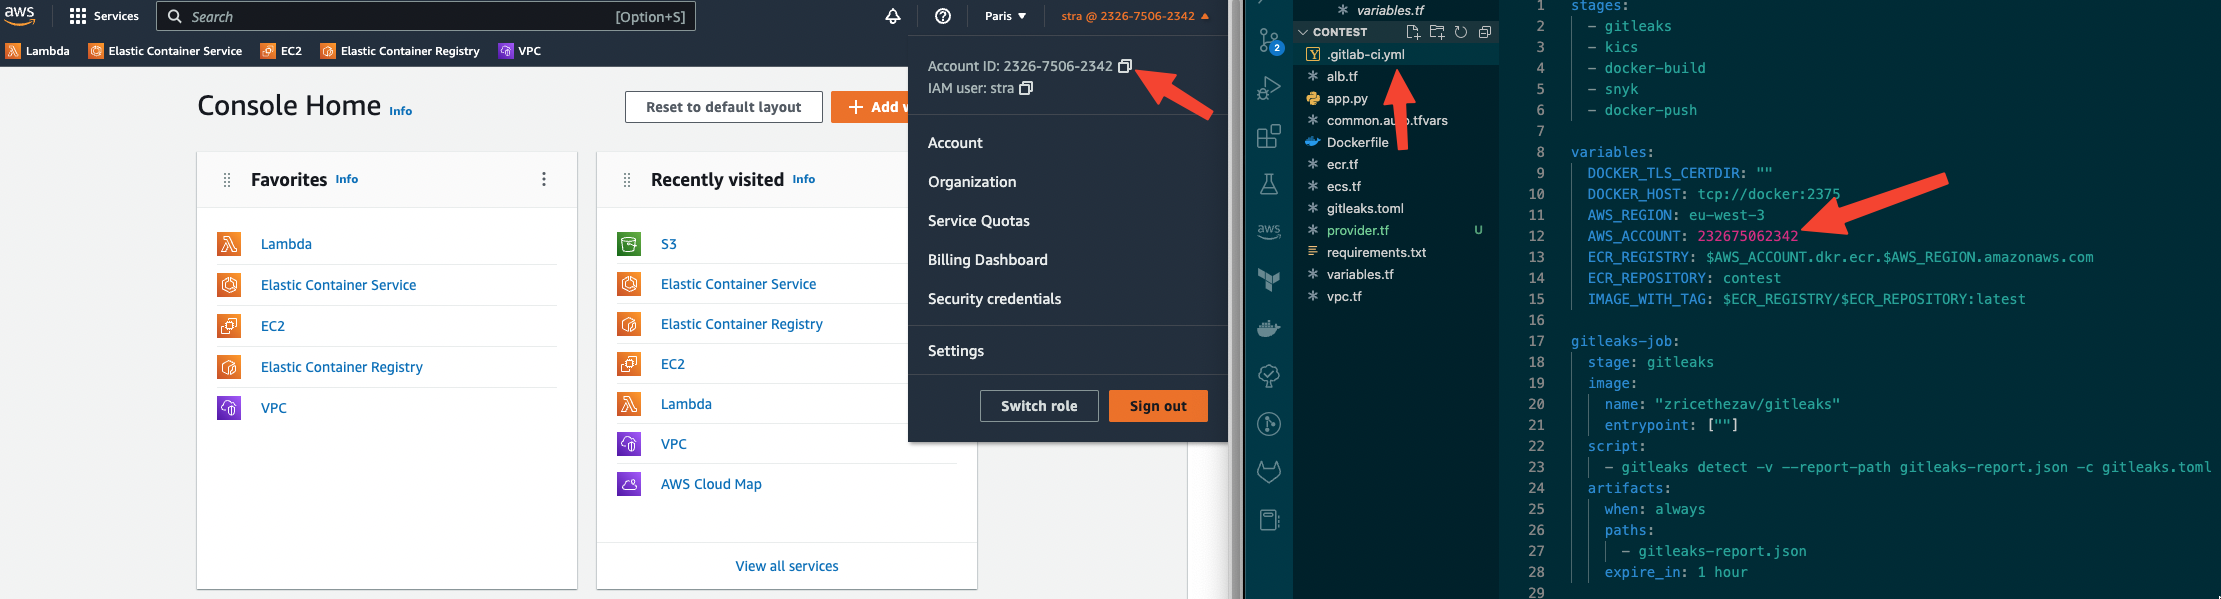 aws
Services
Search
[Option+S]
Paris ▼
stra @ 2326-7506-2342 ▲
Lambda
Elastic Container Service
EC2
Elastic Container Registry
VPC
Account ID: 2326-7506-2342
IAM user: stra
Account
Organization
Service Quotas
Billing Dashboard
Security credentials
Settings
Switch role
Sign out
Console Home Info
Reset to default layout
+ Add
Favorites Info
Lambda
Elastic Container Service
EC2
Elastic Container Registry
VPC
Recently visited Info
S3
Elastic Container Service
Elastic Container Registry
EC2
Lambda
VPC
AWS Cloud Map
View all services
2
aws
variables.tf
CONTEST
.gitlab-ci.yml
alb.tf
app.py
common.auto.tfvars
Dockerfile
ecr.tf
ecs.tf
gitleaks.toml
provider.tf U
requirements.txt
variables.tf
vpc.tf
1 stages:
2 - gitleaks
3 - kics
4 - docker-build
5 - snyk
6 - docker-push
7
8 variables:
9 DOCKER_TLS_CERTDIR: ""
10 DOCKER_HOST: tcp://docker:2375
11 AWS_REGION: eu-west-3
12 AWS_ACCOUNT: 232675062342
13 ECR_REGISTRY: $AWS_ACCOUNT.dkr.ecr.$AWS_REGION.amazonaws.com
14 ECR_REPOSITORY: contest
15 IMAGE_WITH_TAG: $ECR_REGISTRY/$ECR_REPOSITORY:latest
16
17 gitleaks-job:
18 stage: gitleaks
19 image:
20 name: "zricethezav/gitleaks"
21 entrypoint: [""]
22 script:
23 - gitleaks detect -v --report-path gitleaks-report.json -c gitleaks.toml
24 artifacts:
25 when: always
26 paths:
27 - gitleaks-report.json
28 expire_in: 1 hour
29